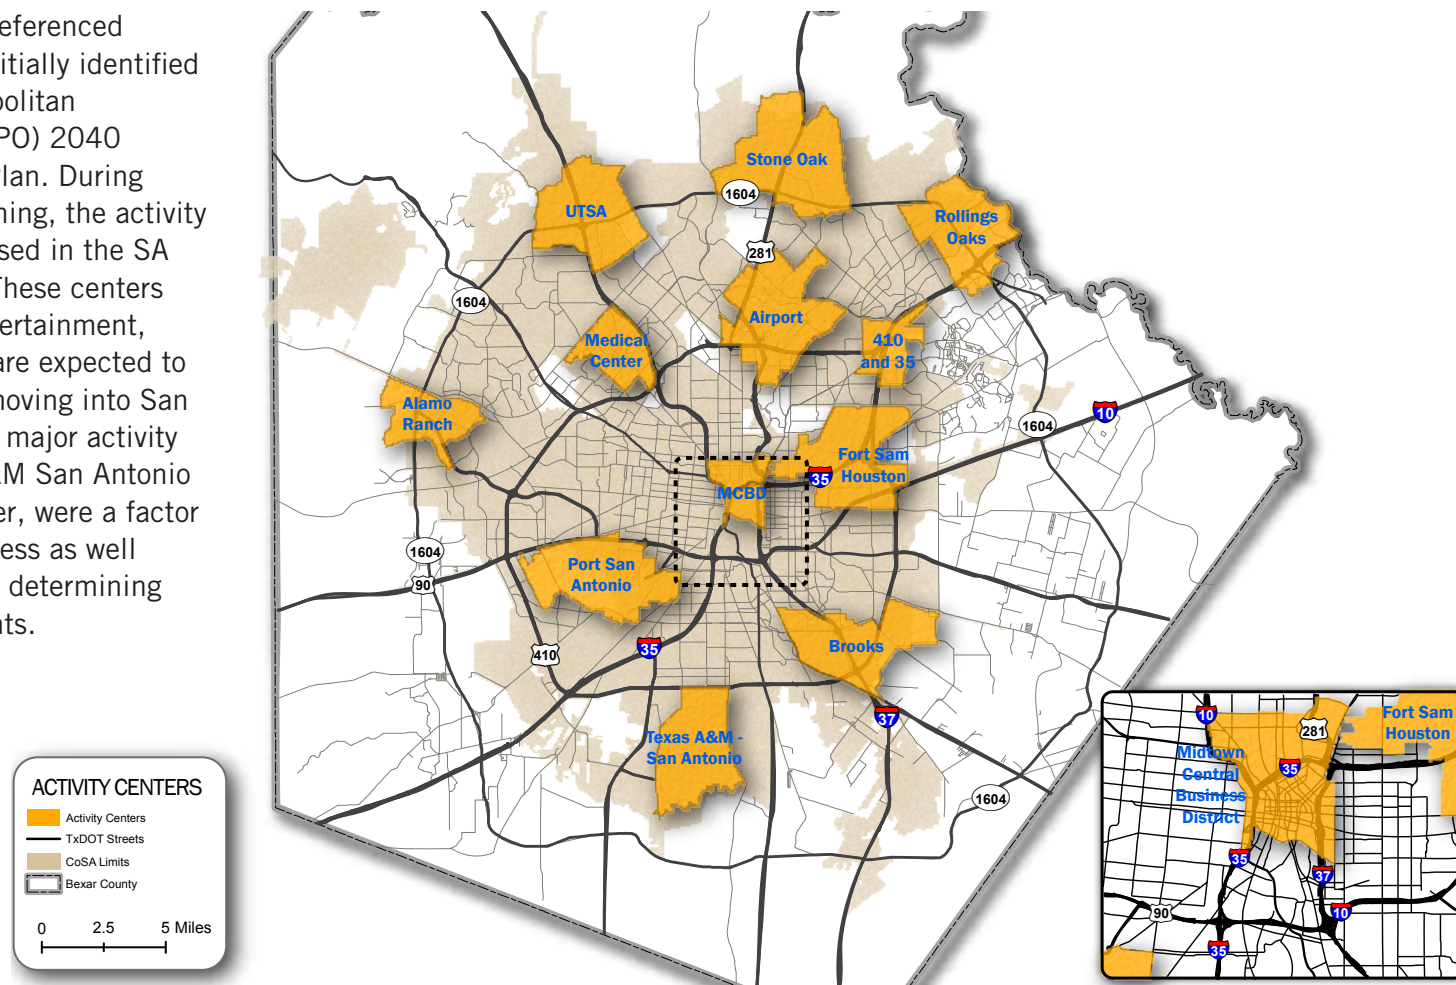 eferenced
itially identified
politan
PO) 2040
lan. During
ning, the activity
sed in the SA
These centers
ertainment,
are expected to
moving into San
major activity
&M San Antonio
er, were a factor
ess as well
determining
nts.
Stone Oak
1604
UTSA
Rollings
Oaks
281
1604
Airport
Medical
Center
410
and 35
Alamo
Ranch
10
1604
Fort Sam
Houston
35
MCBD
1604
90
Port San
Antonio
Brooks
410
35
37
Texas A&M -
San Antonio
1604
ACTIVITY CENTERS
Activity Centers
TxDOT Streets
CoSA Limits
Bexar County
0 2.5 5 Miles
10
281
Fort Sam
Houston
Midtown
Central
Business
District
35
35
37
90
10
35